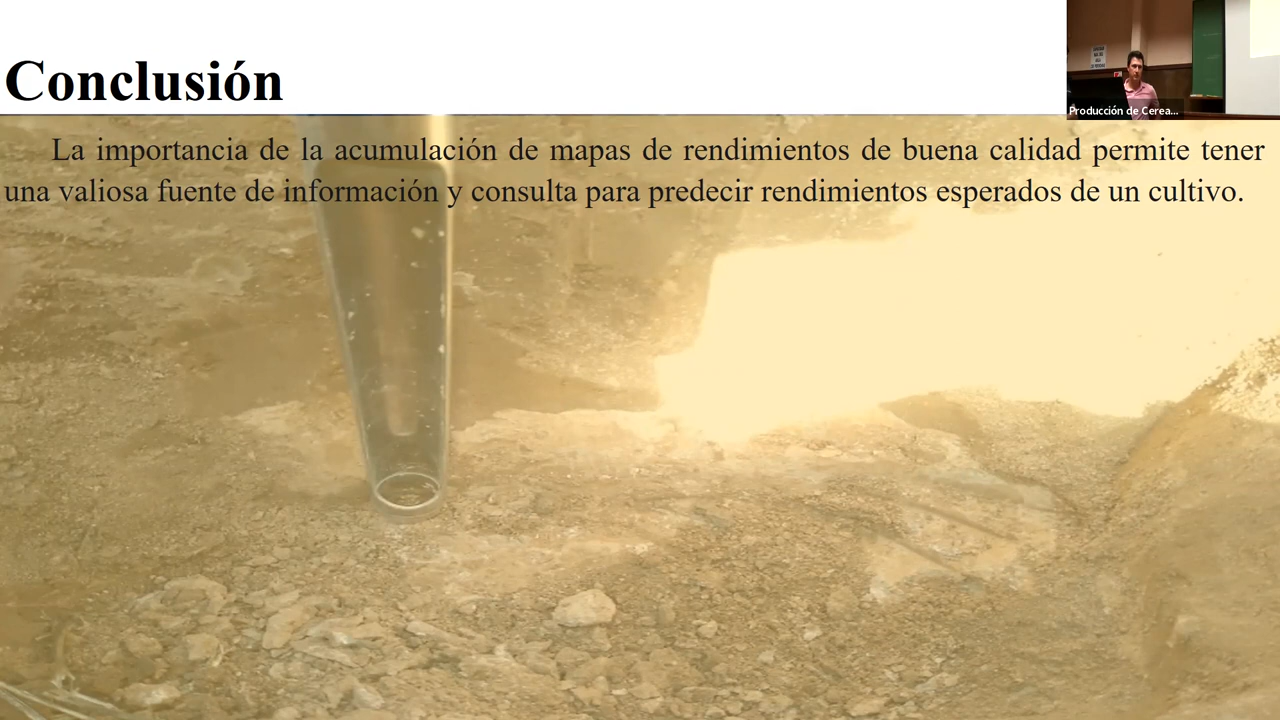 Conclusión
La importancia de la acumulación de mapas de rendimientos de buena calidad permite tener
una valiosa fuente de información y consulta para predecir rendimientos esperados de un cultivo.
Producción de Cerea...